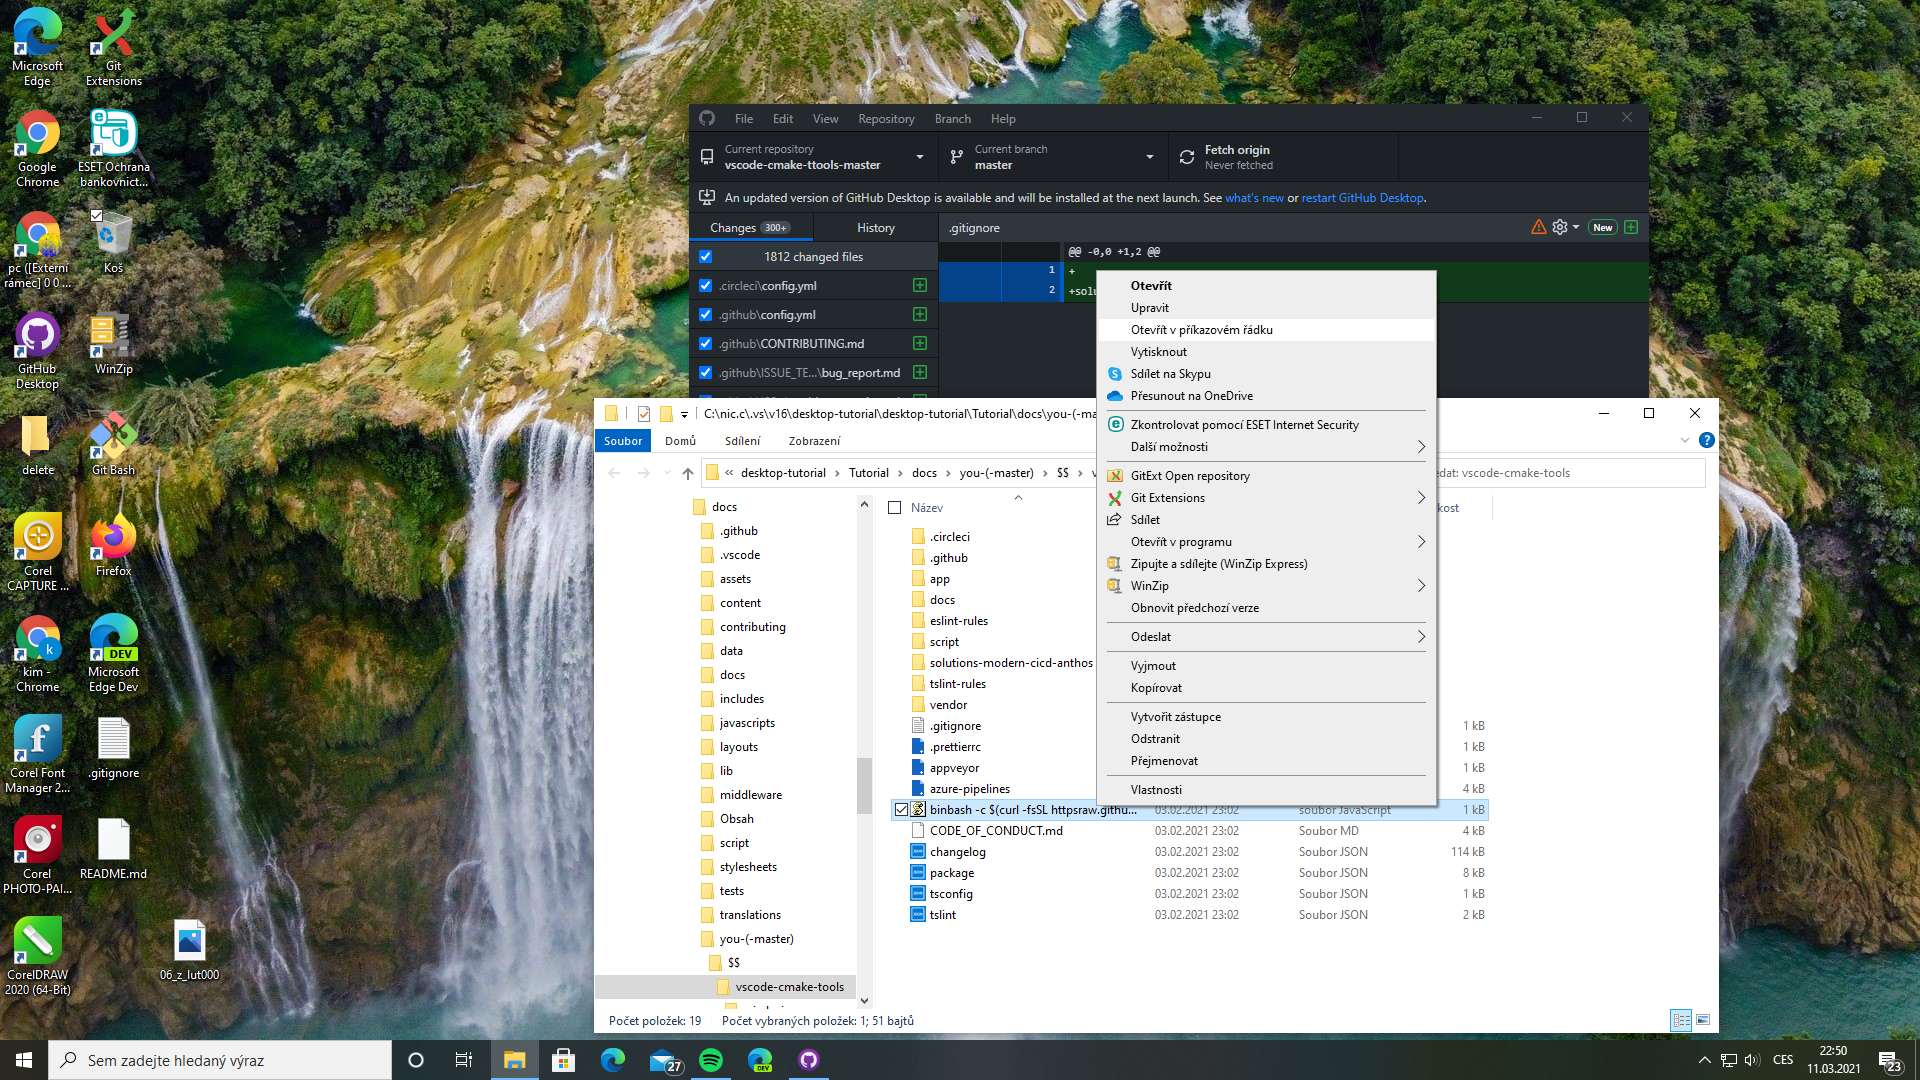 Microsoft
Edge
Git
Extensions
Google
Chrome
ESET Ochrana
bankovnict...
pc ([Externí
rámec] 0 0 ...
Koš
GitHub
Desktop
WinZip
delete
Git Bash
Corel
CAPTURE ...
Firefox
kim -
Chrome
DEV
Microsoft
Edge Dev
Corel Font
Manager 2...
.gitignore
Corel
PHOTO-PAI...
README.md
CorelDRAW
2020 (64-Bit)
06_z_lut000
File Edit View Repository Branch Help
Current repository
vscode-cmake-ttools-master
Current branch
master
Fetch origin
Never fetched
An updated version of GitHub Desktop is available and will be installed at the next launch. See what's new or restart GitHub Desktop.
Changes 300+
History
.gitignore
New
1812 changed files
@@ -0,0 +1,2 @@
1 +
2 +solu
.circleci\config.yml
.github\config.yml
.github\CONTRIBUTING.md
.github\ISSUE_TE...\bug_report.md
C:\nic.c\.vs\v16\desktop-tutorial\desktop-tutorial\Tutorial\docs\you-(-ma
Soubor Domů Sdílení Zobrazení
« desktop-tutorial Tutorial docs you-(-master) $$ v
edat: vscode-cmake-tools
docs
.github
.vscode
assets
content
contributing
data
docs
includes
javascripts
layouts
lib
middleware
Obsah
script
stylesheets
tests
translations
you-(-master)
$$
vscode-cmake-tools
Název
kost
.circleci
.github
app
docs
eslint-rules
script
solutions-modern-cicd-anthos
tslint-rules
vendor
.gitignore 1 kB
.prettierrc 1 kB
appveyor 1 kB
azure-pipelines 4 kB
binbash -c $(curl -fsSL httpsraw.githu... 03.02.2021 23:02 soubor JavaScript 1 kB
CODE_OF_CONDUCT.md 03.02.2021 23:02 Soubor MD 4 kB
changelog 03.02.2021 23:02 Soubor JSON 114 kB
package 03.02.2021 23:02 Soubor JSON 8 kB
tsconfig 03.02.2021 23:02 Soubor JSON 1 kB
tslint 03.02.2021 23:02 Soubor JSON 2 kB
Otevřít
Upravit
Otevřít v příkazovém řádku
Vytisknout
Sdílet na Skypu
Přesunout na OneDrive
Zkontrolovat pomocí ESET Internet Security
Další možnosti
GitExt Open repository
Git Extensions
Sdílet
Otevřít v programu
Zipujte a sdílejte (WinZip Express)
WinZip
Obnovit předchozí verze
Odeslat
Vyjmout
Kopírovat
Vytvořit zástupce
Odstranit
Přejmenovat
Vlastnosti
Počet položek: 19 Počet vybraných položek: 1; 51 bajtů
Sem zadejte hledaný výraz
27
DEV
CES
22:50
11.03.2021
23